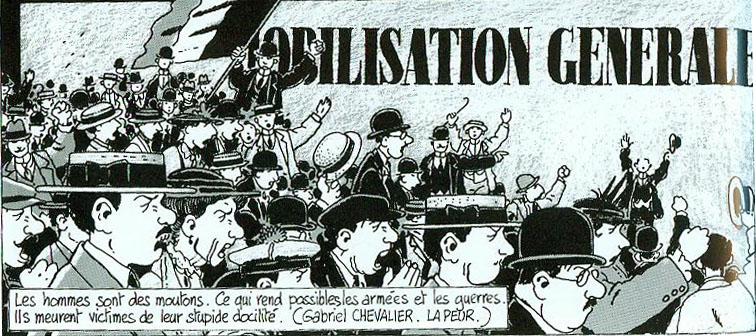 MOBILISATION GENERALE
Les hommes sont des moutons. Ce qui rend possibles les armées et les guerres.
Ils meurent victimes de leur stupide docilité. (Gabriel CHEVALIER. LA PEUR.)